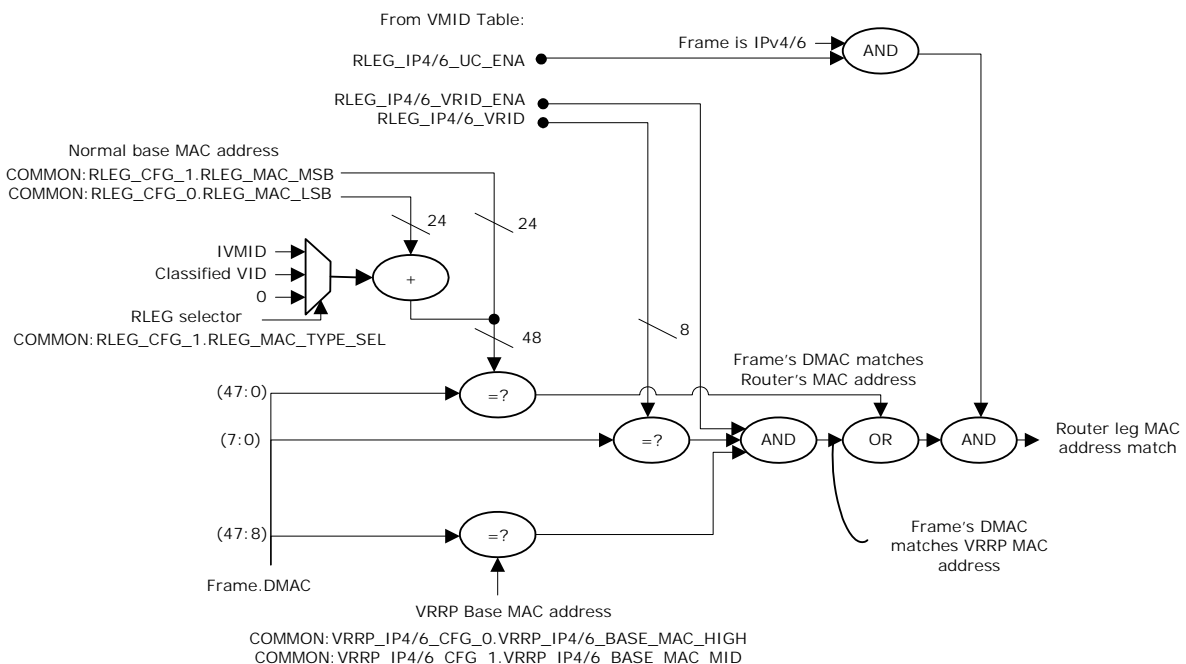 From VMID Table:
Frame is IPv4/6
AND
RLEG_IP4/6_UC_ENA
RLEG_IP4/6_VRID_ENA
RLEG_IP4/6_VRID
Normal base MAC address
COMMON:RLEG_CFG_1.RLEG_MAC_MSB
COMMON:RLEG_CFG_0.RLEG_MAC_LSB
24
24
IVMID
Classified VID
0
+
RLEG selector
COMMON:RLEG_CFG_1.RLEG_MAC_TYPE_SEL
48
8
Frame's DMAC matches
Router's MAC address
(47:0)
=?
(7:0)
=?
AND
OR
AND
Router leg MAC
address match
(47:8)
=?
Frame's DMAC
matches VRRP MAC
address
Frame.DMAC
VRRP Base MAC address
COMMON:VRRP_IP4/6_CFG_0.VRRP_IP4/6_BASE_MAC_HIGH
COMMON:VRRP_IP4/6_CFG_1.VRRP_IP4/6_BASE_MAC_MID